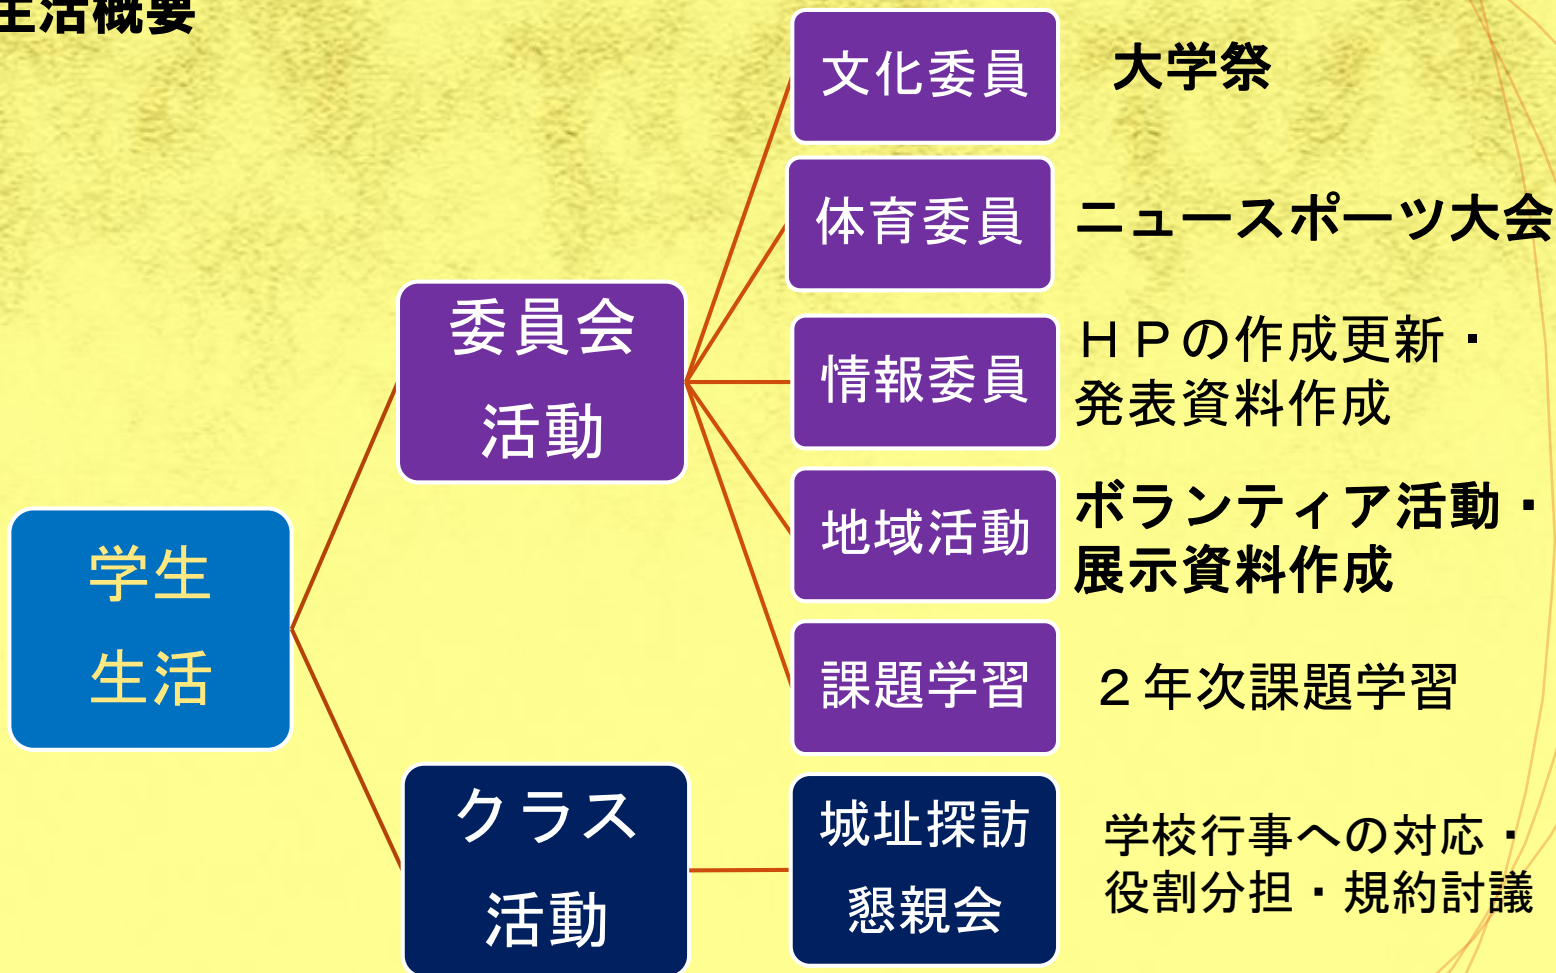 生活概要
文化委員
大学祭
体育委員
ニュースポーツ大会
情報委員
ＨＰの作成更新・
発表資料作成
委員会
活動
地域活動
ボランティア活動・
展示資料作成
学生
生活
課題学習
２年次課題学習
クラス
活動
城址探訪
懇親会
学校行事への対応・
役割分担・規約討議